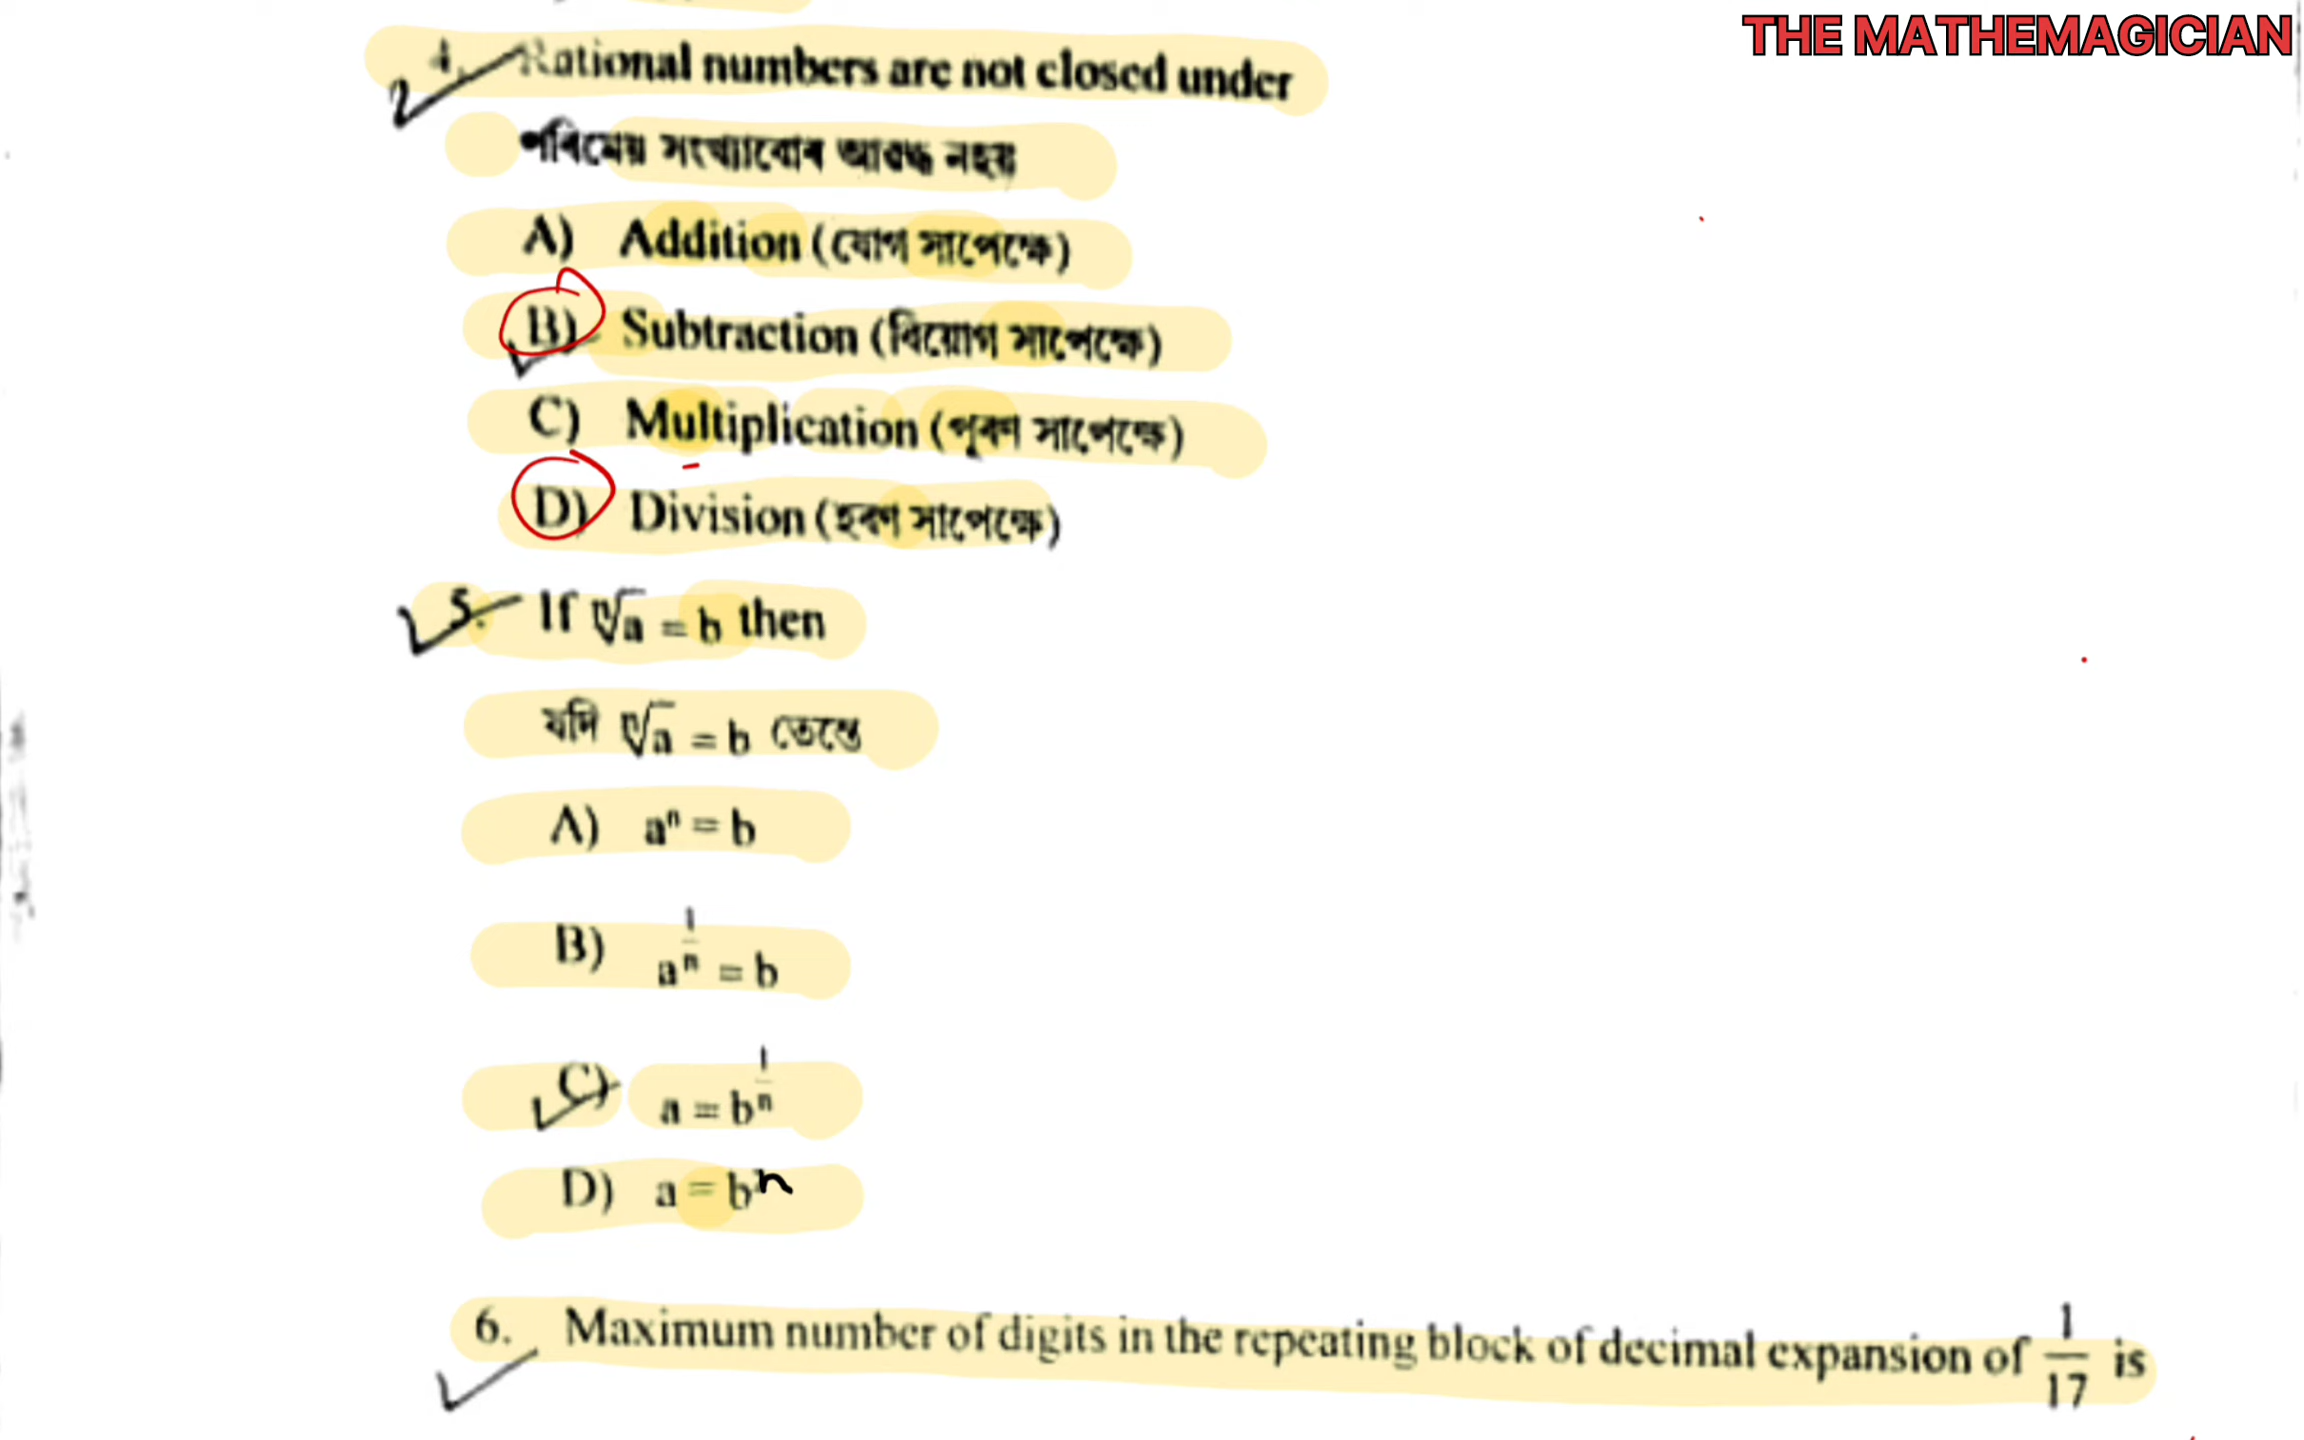 THE MATHEMAGICIAN
4. Rational numbers are not closed under
পৰিমেয় সংখ্যাবোৰ আবদ্ধ নহয়
A) Addition (যোগ সাপেক্ষে)
B) Subtraction (বিয়োগ সাপেক্ষে)
C) Multiplication (পূৰণ সাপেক্ষে)
D) Division (হৰণ সাপেক্ষে)
5. If ⁿ√a = b then
যদি ⁿ√a = b তেন্তে
A) aⁿ = b
B) a^(1/n) = b
C) a = b^(1/n)
D) a = bⁿ
6. Maximum number of digits in the repeating block of decimal expansion of 1/17 is